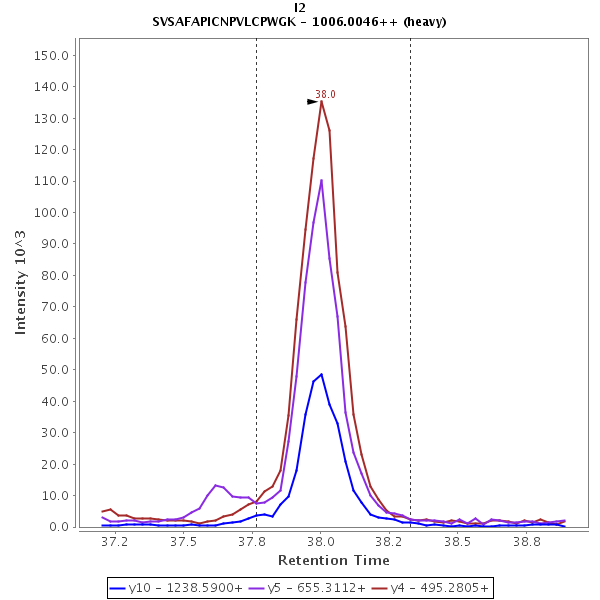 I2
SVSAFAPICNPVLCPWGK - 1006.0046++ (heavy)
150.0
140.0
130.0
120.0
110.0
100.0
90.0
80.0
70.0
60.0
50.0
40.0
30.0
20.0
10.0
0.0
Intensity 10^3
38.0
37.2 37.5 37.8 38.0 38.2 38.5 38.8
Retention Time
y10 - 1238.5900+ y5 - 655.3112+ y4 - 495.2805+